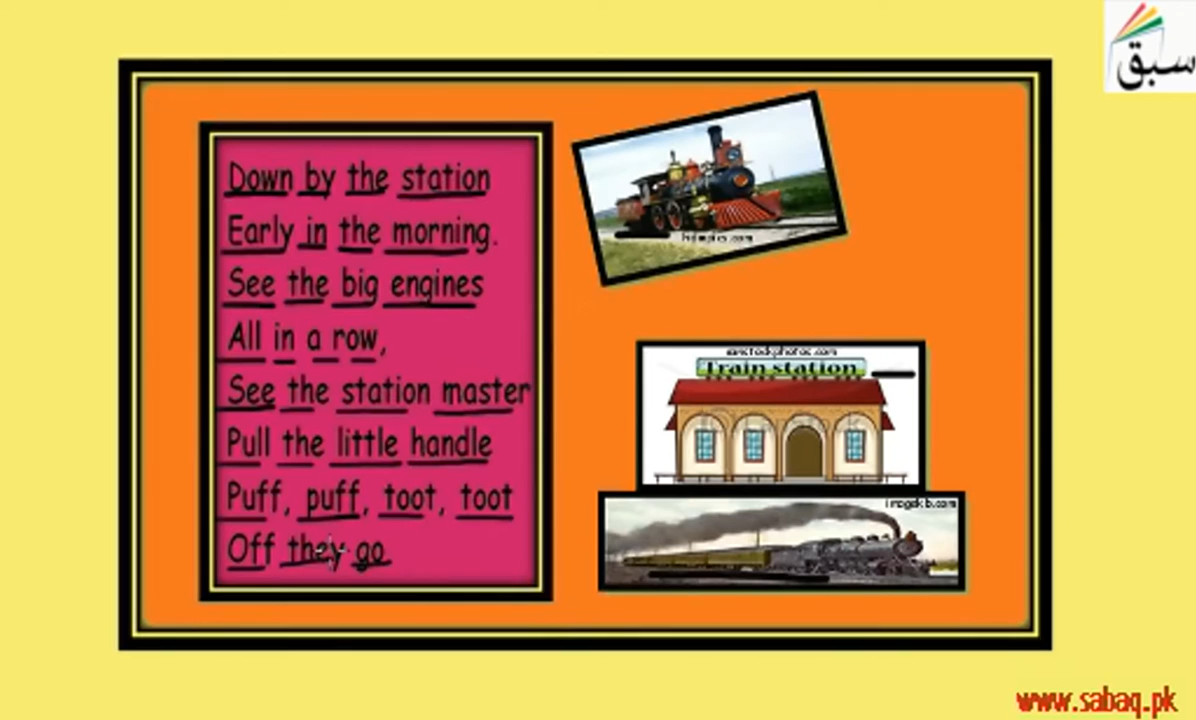 Down by the station
Early in the morning.
See the big engines
All in a row,
See the station master
Pull the little handle
Puff, puff, toot, toot
Off they go
Train station
سبق
www.sabaq.pk